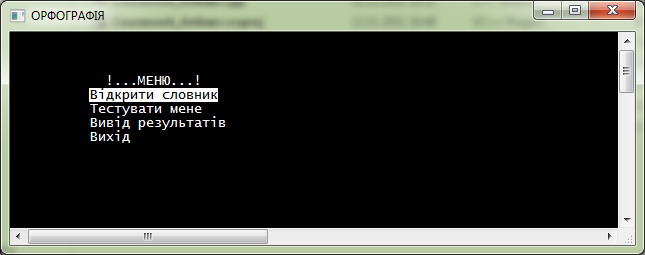 ОРФОГРАФІЯ
!...МЕНЮ...!
Відкрити словник
Тестувати мене
Вивід результатів
Вихід